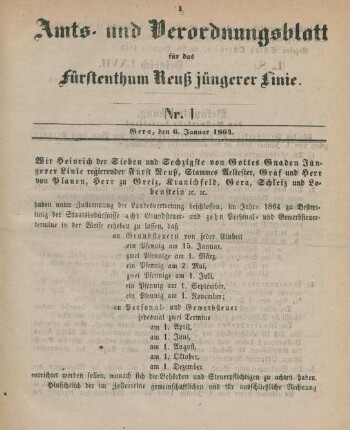 1
Amts- und Verordnungsblatt
für das
Fürstenthum Reuß jüngerer Linie.
Nr. 1
Gera, den 6. Januar 1864.
Wir Heinrich der Sieben und Sechzigste von Gottes Gnaden Jün-
gerer Linie regierender Fürst Reuß, Stammes Aeltester, Graf und Herr
von Plauen, Herr zu Greiz, Kranichfeld, Gera, Schleiz und Lo-
benstein ꝛc. ꝛc.
haben unter Zustimmung der Landesvertretung beschlossen, im Jahre 1864 zu Bestrei-
tung der Staatsbedürfnisse acht Grundsteuer- und zehn Personal- und Gewerbsteuer-
termine in der Weise erheben zu lassen, daß
an Grundsteuern von jeder Einheit
ein Pfennig am 15. Januar,
zwei Pfennige am 1. März,
ein Pfennig am 2. Mai,
zwei Pfennige am 1. Juli,
ein Pfennig am 1. September,
ein Pfennig am 1. November;
an Personal- und Gewerbsteuer
jedesmal zwei Termine
am 1. April,
am 1. Juni,
am 1. August,
am 1. Oktober,
am 1. Dezember
entrichtet werden sollen, wonach sich die Behörden und Steuerpflichtigen zu achten haben.
Hinsichtlich der im Zollvereine gemeinschaftlichen und für ausschließliche Rechnung